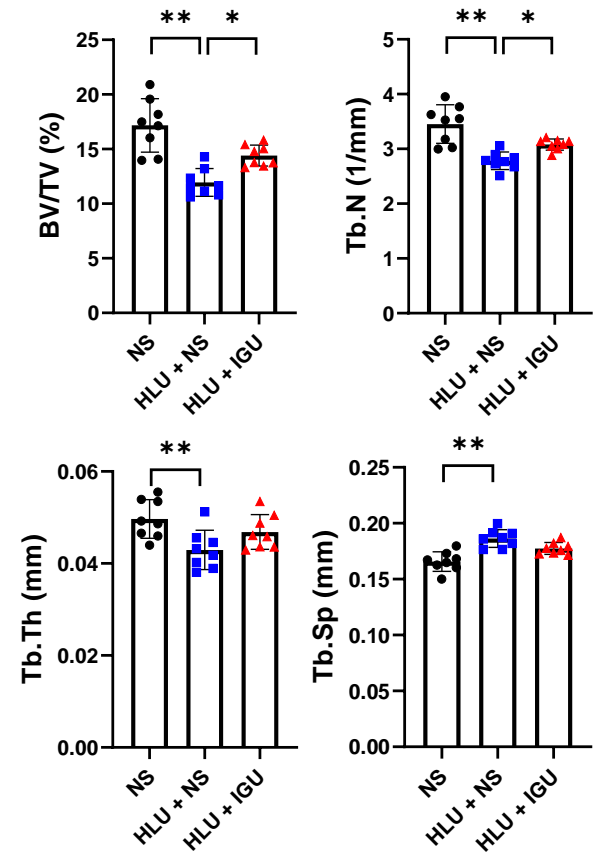 ** *
25
20
15
10
5
0
BV/TV (%)
NS
HLU + NS
HLU + IGU
** *
5
4
3
2
1
0
Tb.N (1/mm)
NS
HLU + NS
HLU + IGU
**
0.06
0.04
0.02
0.00
Tb.Th (mm)
NS
HLU + NS
HLU + IGU
**
0.25
0.20
0.15
0.10
0.05
0.00
Tb.Sp (mm)
NS
HLU + NS
HLU + IGU